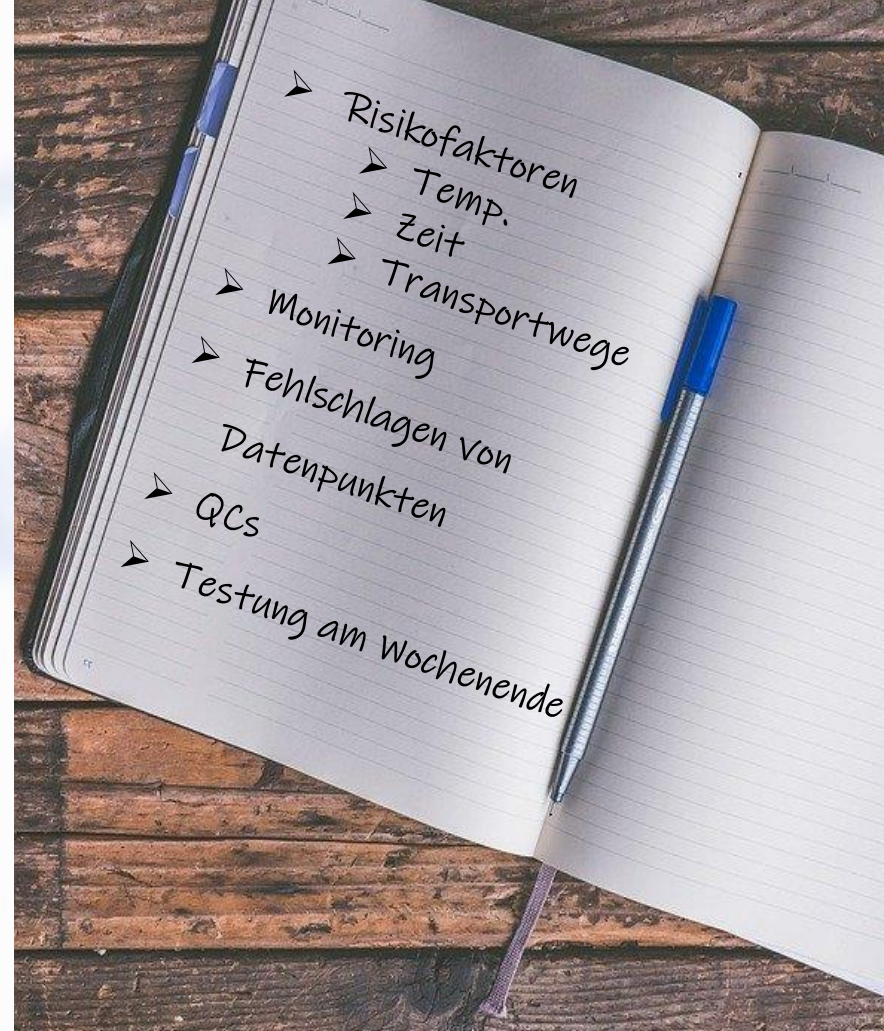 ➢ Risikofaktoren
➢ Temp.
➢ Zeit
➢ Transportwege
➢ Monitoring
➢ Fehlschlagen von
Datenpunkten
➢ QCs
➢ Testung am Wochenende